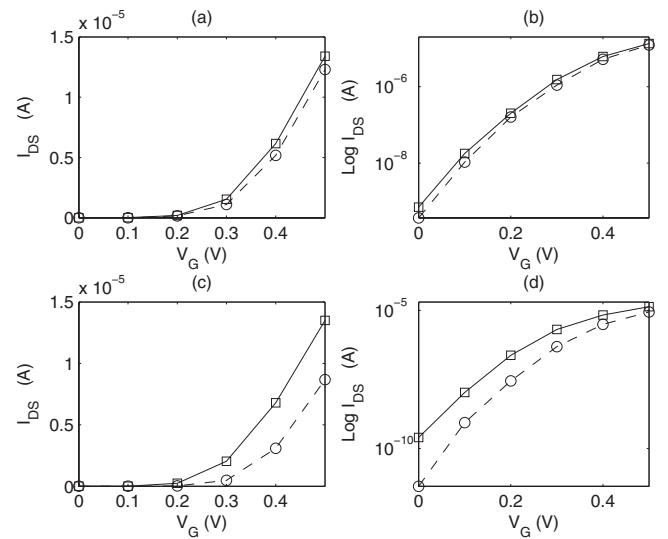 (a)
x 10⁻⁵
1.5
1
0.5
0
I_DS (A)
0 0.1 0.2 0.3 0.4
V_G (V)
(b)
10⁻⁶
10⁻⁸
Log I_DS (A)
0 0.2 0.4
V_G (V)
(c)
x 10⁻⁵
1.5
1
0.5
0
I_DS (A)
0 0.1 0.2 0.3 0.4
V_G (V)
(d)
10⁻⁵
10⁻¹⁰
Log I_DS (A)
0 0.2 0.4
V_G (V)